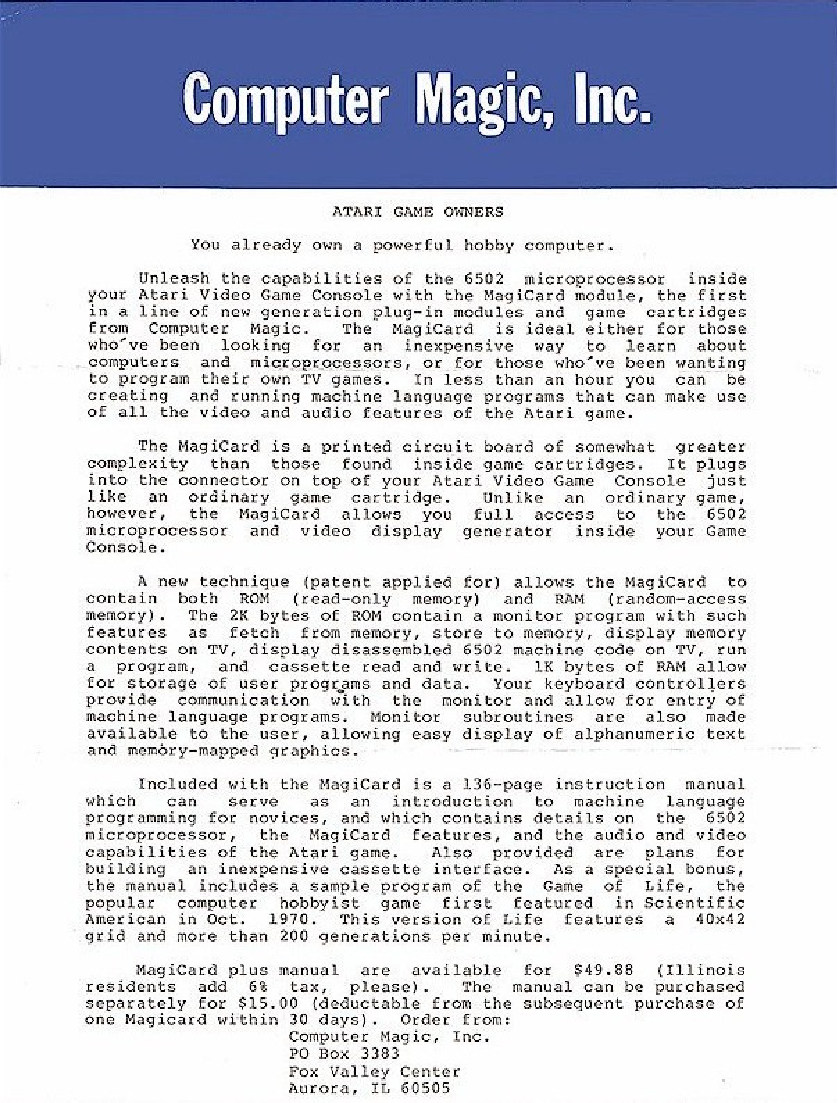 Computer Magic, Inc.
ATARI GAME OWNERS
You already own a powerful hobby computer.
Unleash the capabilities of the 6502 microprocessor inside
your Atari Video Game Console with the MagiCard module, the first
in a line of new generation plug-in modules and game cartridges
from Computer Magic. The MagiCard is ideal either for those
who've been looking for an inexpensive way to learn about
computers and microprocessors, or for those who've been wanting
to program their own TV games. In less than an hour you can be
creating and running machine language programs that can make use
of all the video and audio features of the Atari game.
The MagiCard is a printed circuit board of somewhat greater
complexity than those found inside game cartridges. It plugs
into the connector on top of your Atari Video Game Console just
like an ordinary game cartridge. Unlike an ordinary game,
however, the MagiCard allows you full access to the 6502
microprocessor and video display generator inside your Game
Console.
A new technique (patent applied for) allows the MagiCard to
contain both ROM (read-only memory) and RAM (random-access
memory). The 2K bytes of ROM contain a monitor program with such
features as fetch from memory, store to memory, display memory
contents on TV, display disassembled 6502 machine code on TV, run
a program, and cassette read and write. 1K bytes of RAM allow
for storage of user programs and data. Your keyboard controllers
provide communication with the monitor and allow for entry of
machine language programs. Monitor subroutines are also made
available to the user, allowing easy display of alphanumeric text
and memory-mapped graphics.
Included with the MagiCard is a 136-page instruction manual
which can serve as an introduction to machine language
programming for novices, and which contains details on the 6502
microprocessor, the MagiCard features, and the audio and video
capabilities of the Atari game. Also provided are plans for
building an inexpensive cassette interface. As a special bonus,
the manual includes a sample program of the Game of Life, the
popular computer hobbyist game first featured in Scientific
American in Oct. 1970. This version of Life features a 40x42
grid and more than 200 generations per minute.
MagiCard plus manual are available for $49.88 (Illinois
residents add 6% tax, please). The manual can be purchased
separately for $15.00 (deductable from the subsequent purchase of
one Magicard within 30 days). Order from:
Computer Magic, Inc.
PO Box 3383
Fox Valley Center
Aurora, IL 60505